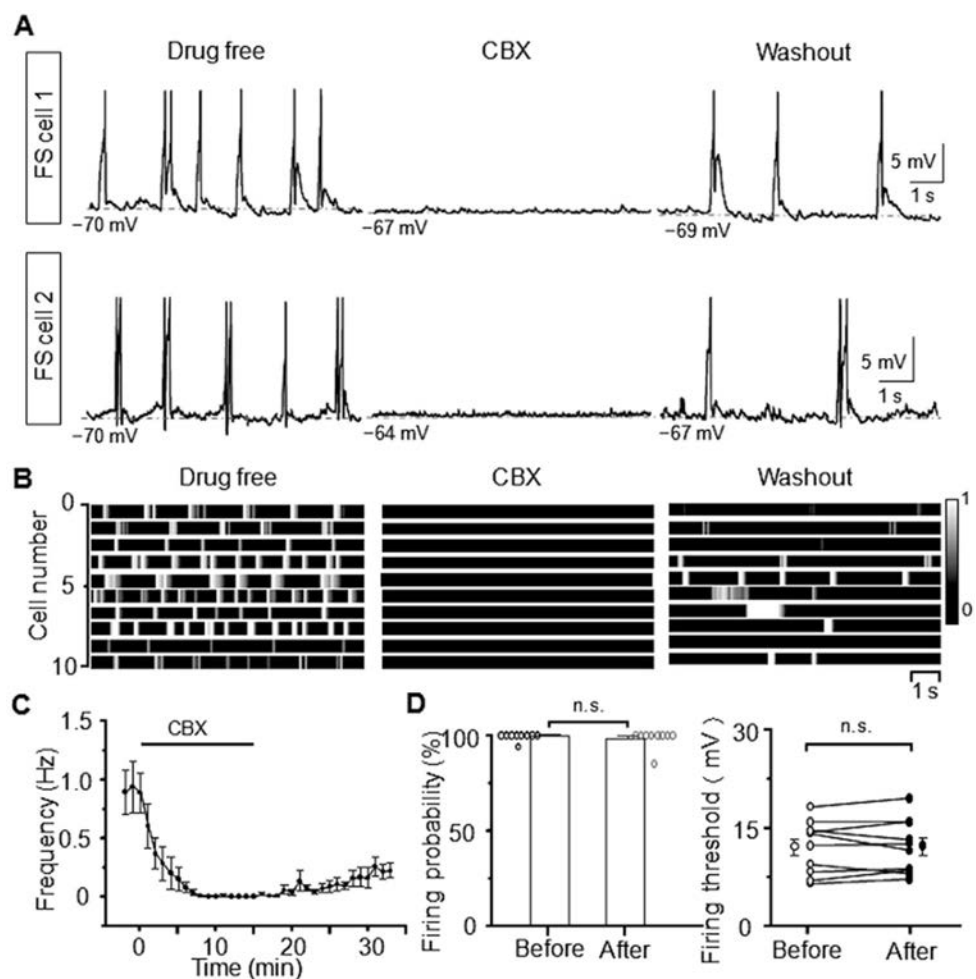 A
Drug free CBX Washout
FS cell 1
5 mV
1 s
−70 mV −67 mV −69 mV
FS cell 2
5 mV
1 s
−70 mV −64 mV −67 mV
B Drug free CBX Washout
Cell number
0
5
10
1
0
1 s
C
CBX
Frequency (Hz)
1.5
1.0
0.5
0
0 10 20 30
Time (min)
D
n.s.
Firing probability (%)
100
50
0
Before After
n.s.
Firing threshold ( mV )
30
15
0
Before After